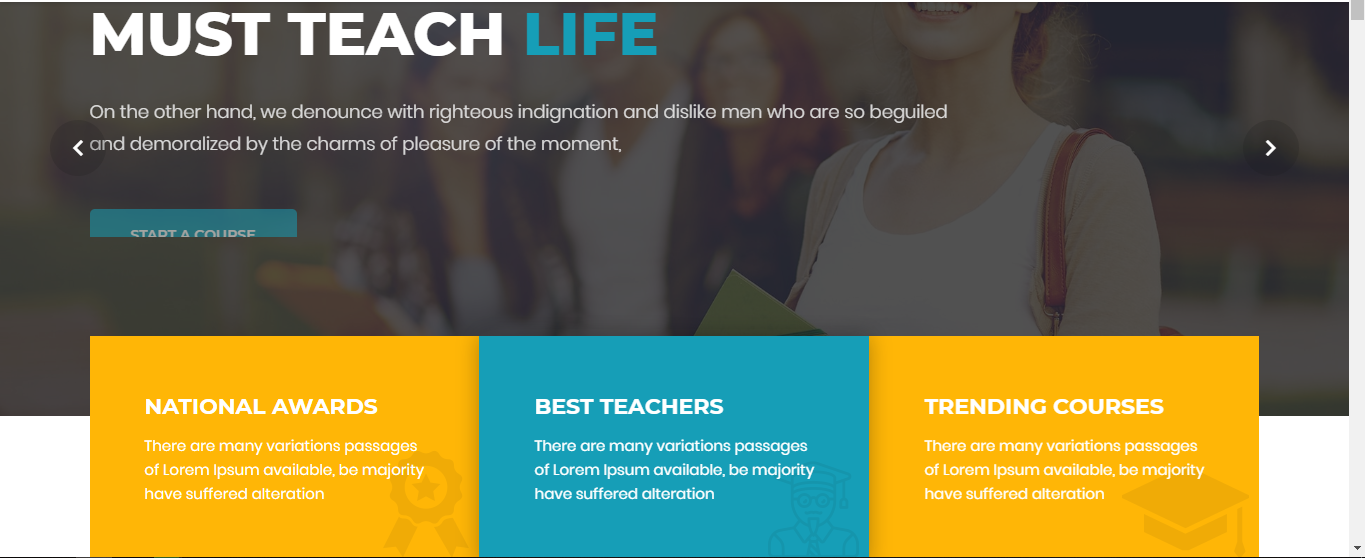 MUST TEACH LIFE
On the other hand, we denounce with righteous indignation and dislike men who are so beguiled
and demoralized by the charms of pleasure of the moment,
START A COURSE
NATIONAL AWARDS
There are many variations passages
of Lorem Ipsum available, be majority
have suffered alteration
BEST TEACHERS
There are many variations passages
of Lorem Ipsum available, be majority
have suffered alteration
TRENDING COURSES
There are many variations passages
of Lorem Ipsum available, be majority
have suffered alteration